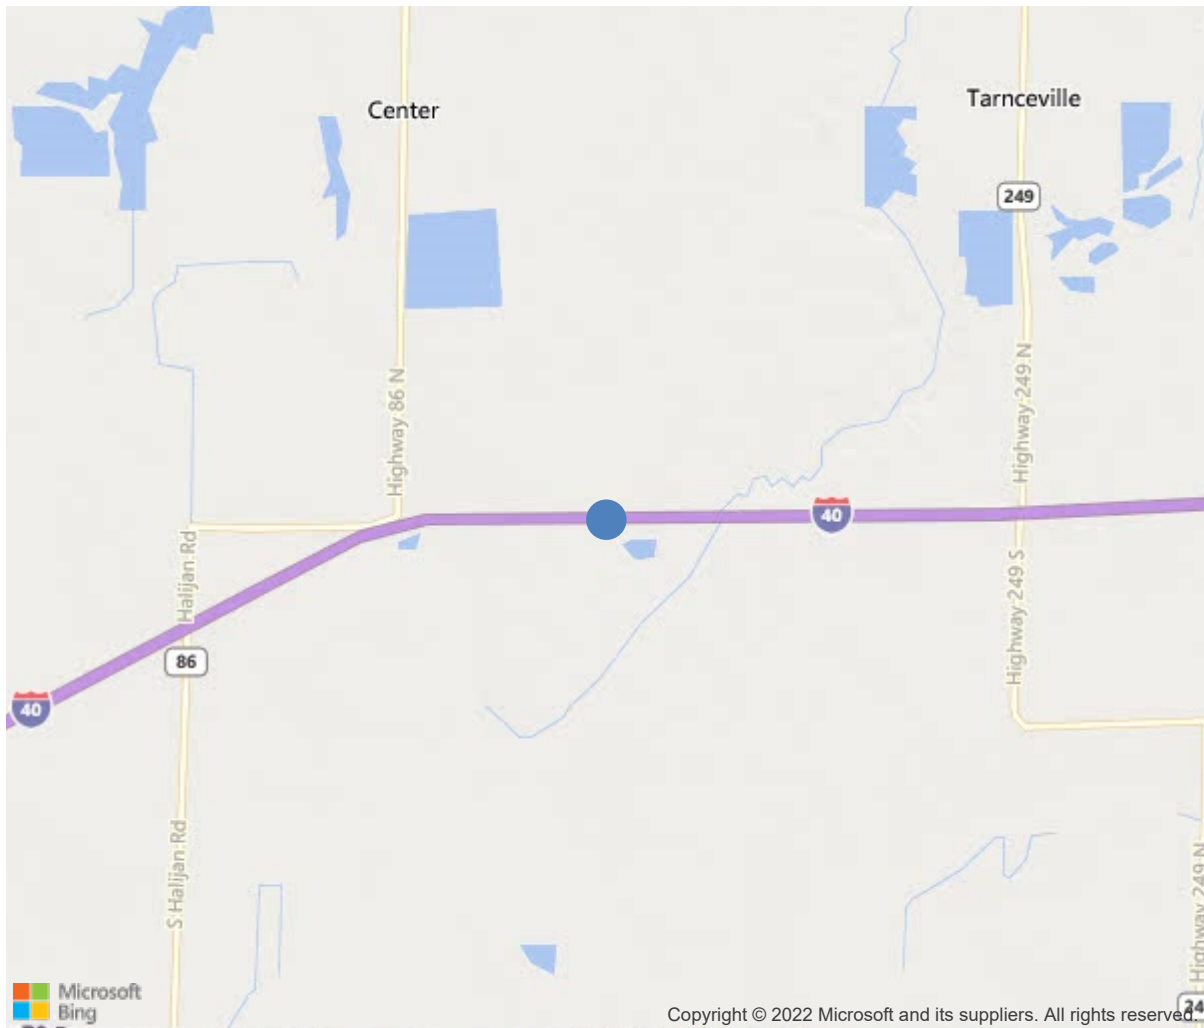 Center
Tarnceville
249
Highway 86 N
Highway 249 N
40
Halijan Rd
Highway 249 S
86
40
S Halijan Rd
Highway 249 N
Microsoft
Bing
Copyright © 2022 Microsoft and its suppliers. All rights reserved.